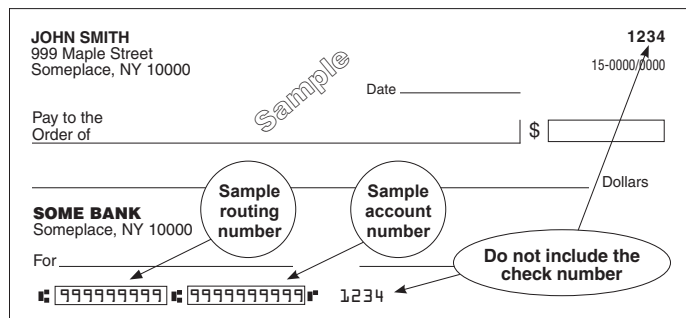 JOHN SMITH
999 Maple Street
Someplace, NY 10000
1234
15-0000/0000
Sample
Date
Pay to the
Order of
$
Dollars
SOME BANK
Someplace, NY 10000
Sample
routing
number
Sample
account
number
For
Do not include the
check number
⑆ 999999999 ⑆ 9999999999 ⑈ 1234